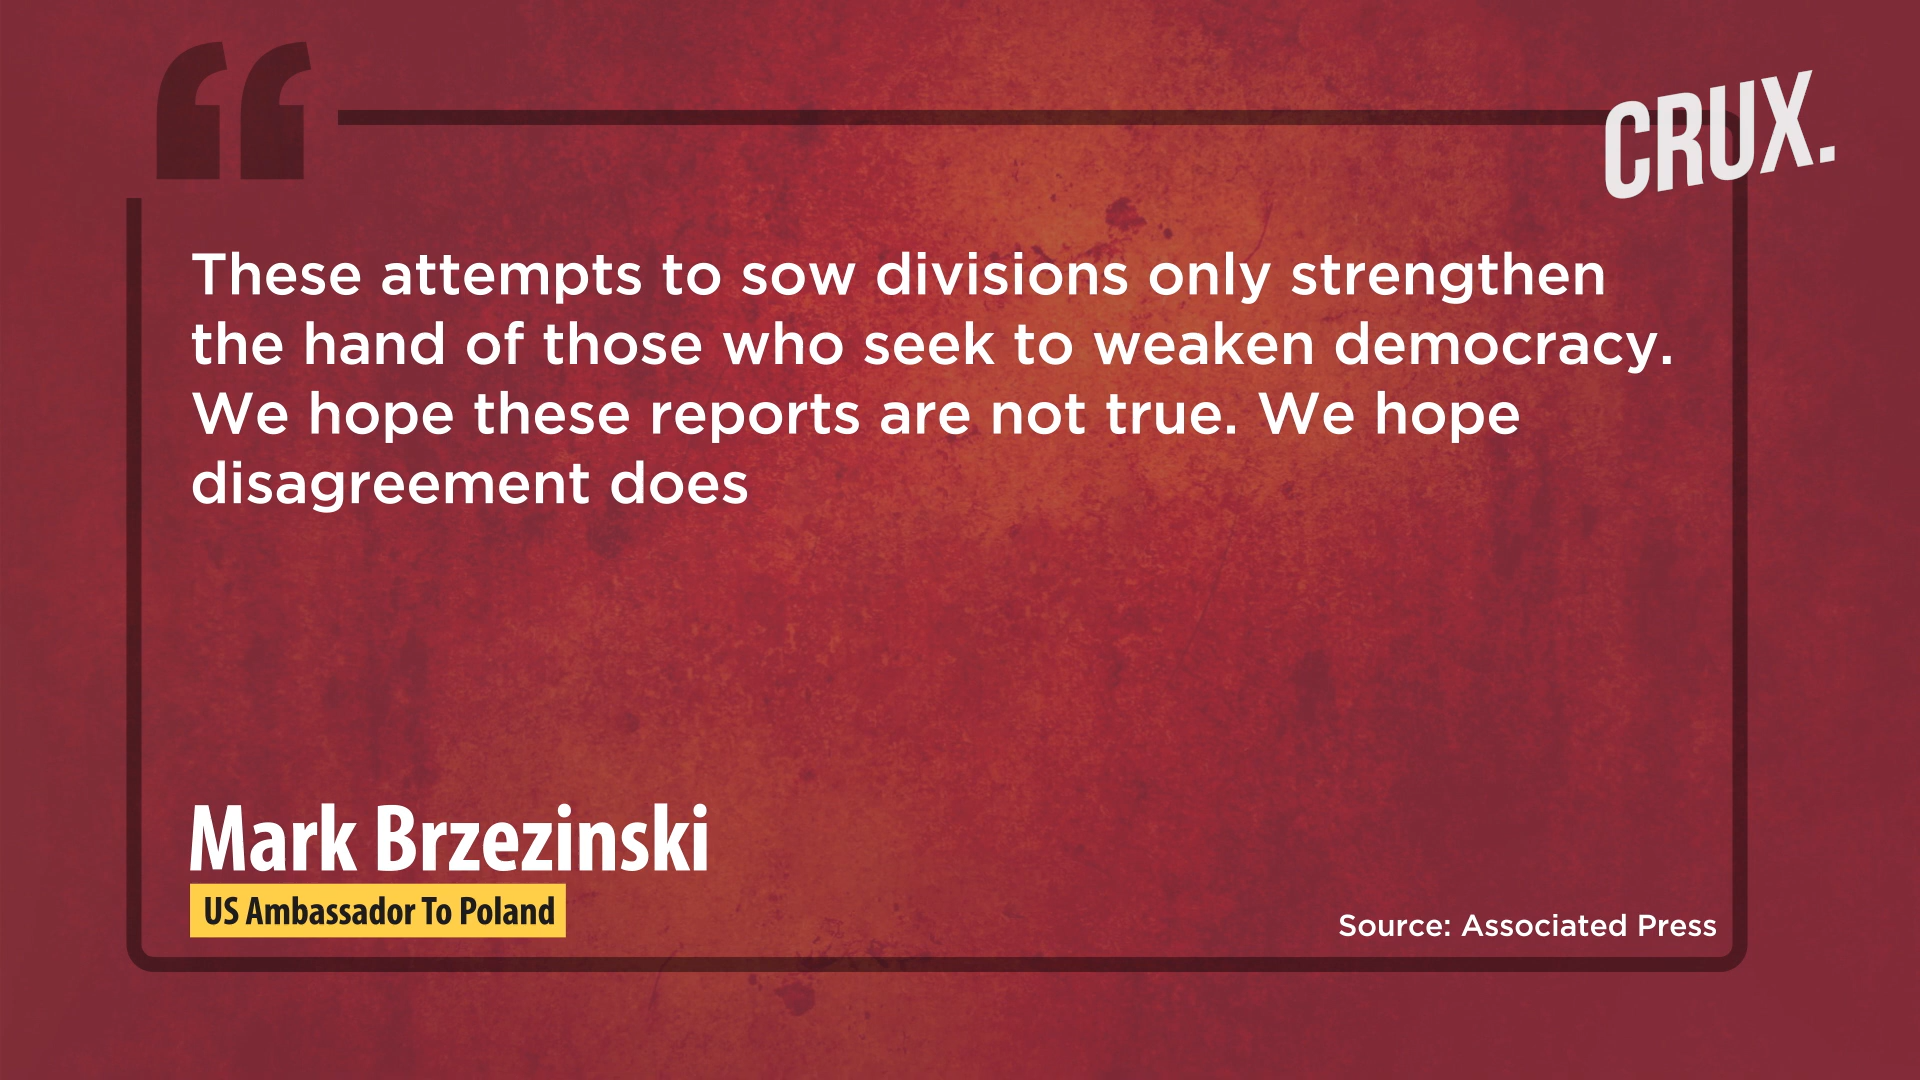 CRUX.
These attempts to sow divisions only strengthen
the hand of those who seek to weaken democracy.
We hope these reports are not true. We hope
disagreement does
Mark Brzezinski
US Ambassador To Poland
Source: Associated Press